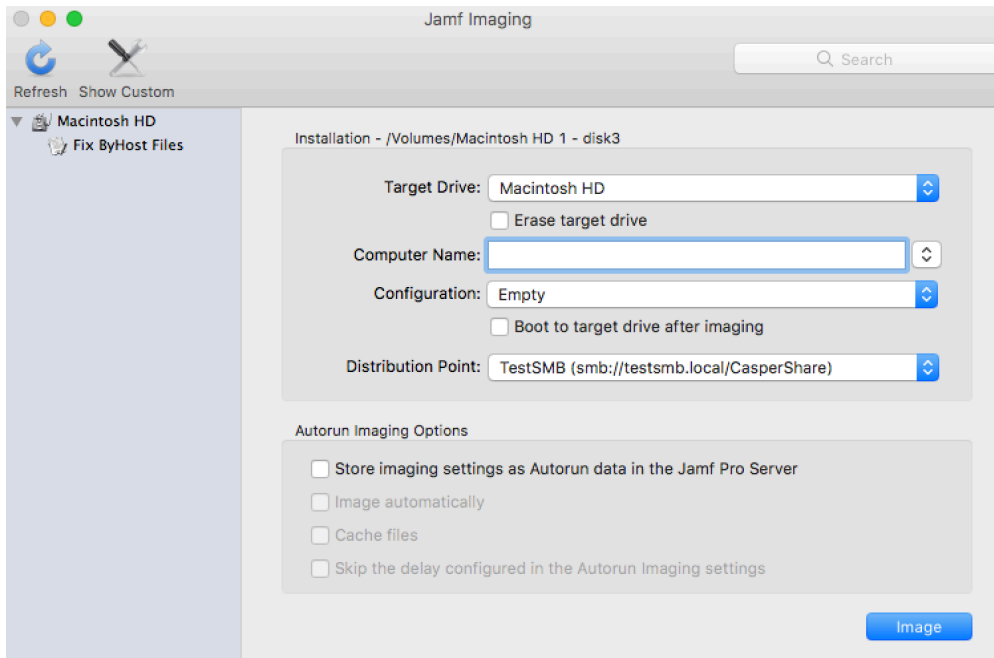 Jamf Imaging
Search
Refresh Show Custom
Macintosh HD
Fix ByHost Files
Installation - /Volumes/Macintosh HD 1 - disk3
Target Drive: Macintosh HD
Erase target drive
Computer Name:
Configuration: Empty
Boot to target drive after imaging
Distribution Point: TestSMB (smb://testsmb.local/CasperShare)
Autorun Imaging Options
Store imaging settings as Autorun data in the Jamf Pro Server
Image automatically
Cache files
Skip the delay configured in the Autorun Imaging settings
Image